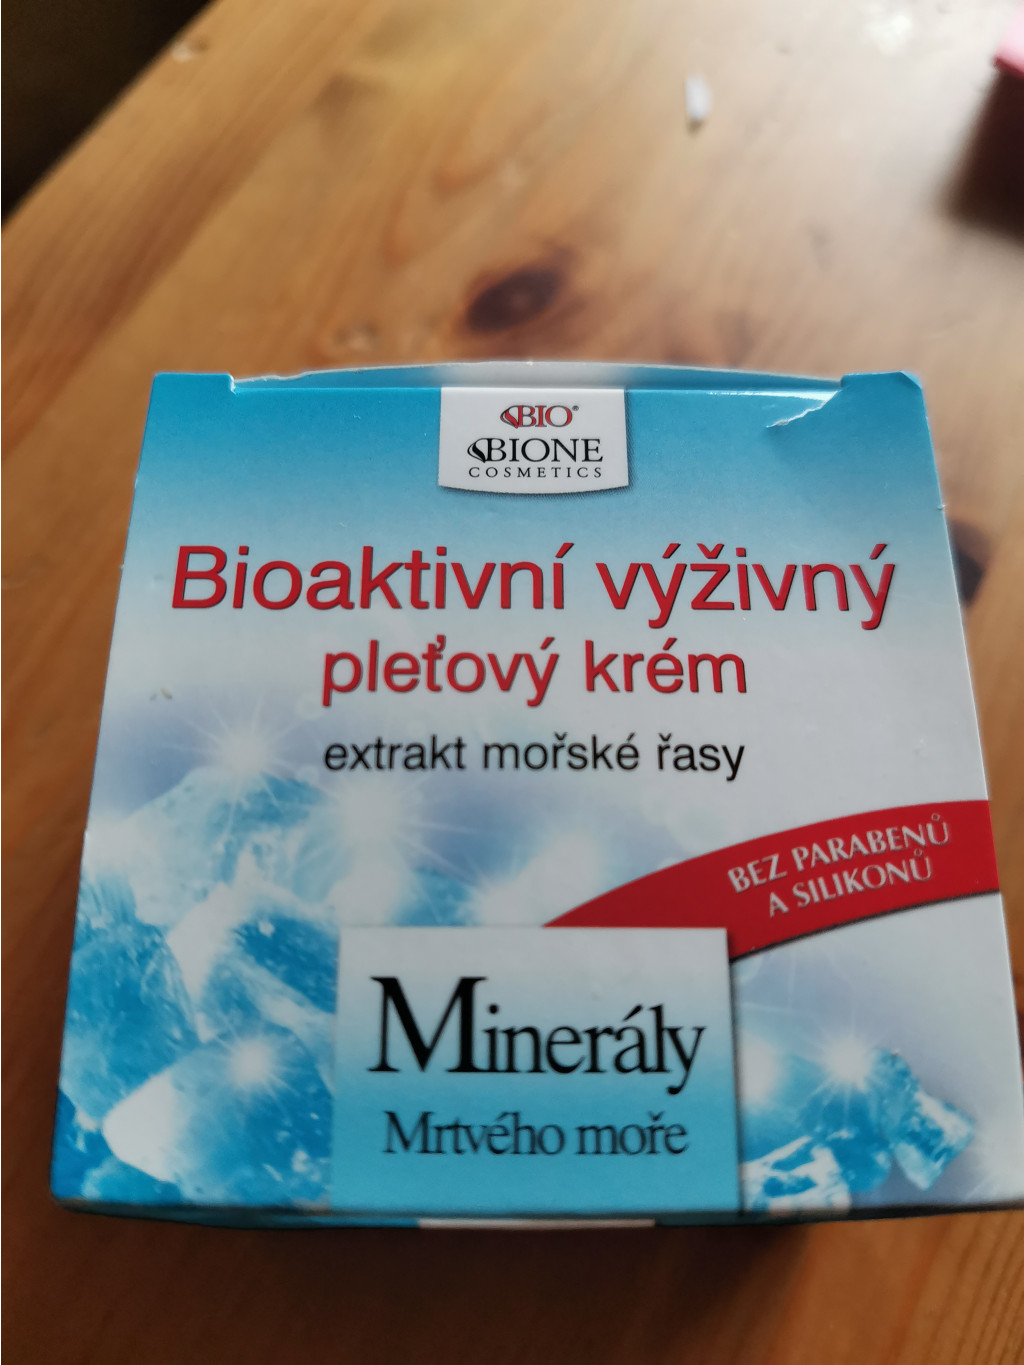 BIO®
BIONE
COSMETICS
Bioaktivní výživný
pleťový krém
extrakt mořské řasy
BEZ PARABENŮ
A SILIKONŮ
Minerály
Mrtvého moře